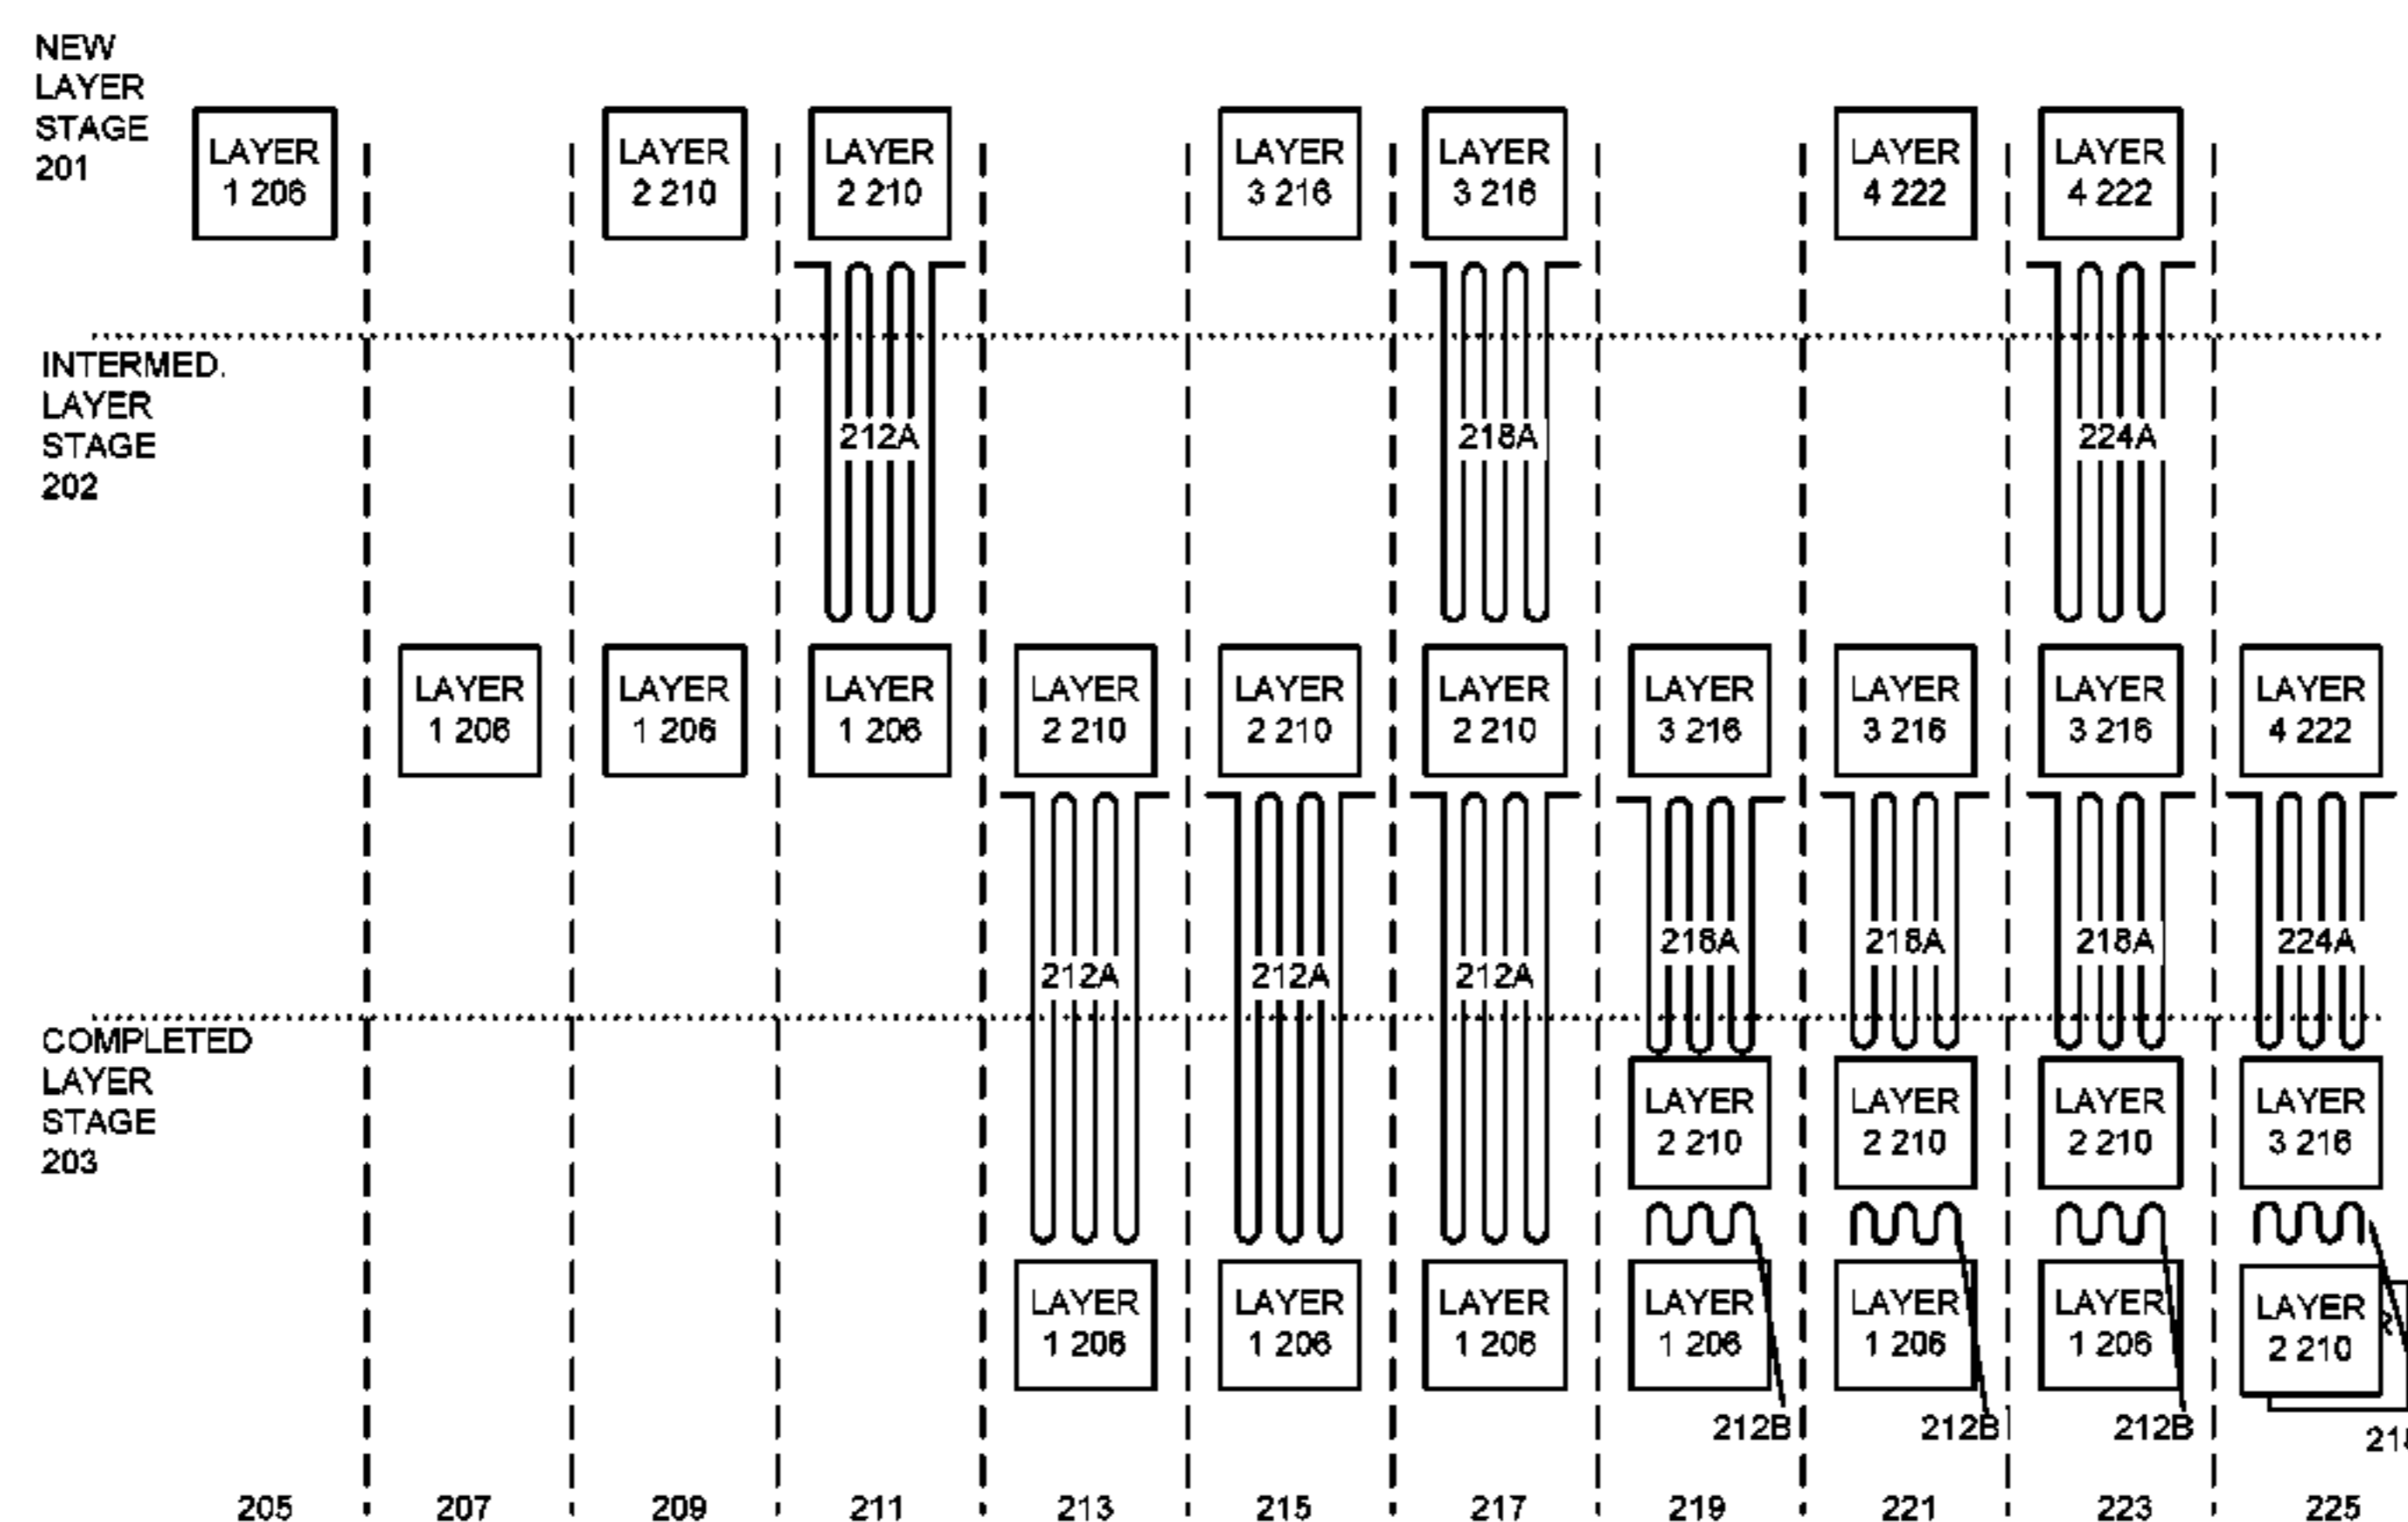 NEW
LAYER
STAGE
201
LAYER
1 206
LAYER
2 210
LAYER
2 210
LAYER
3 216
LAYER
3 216
LAYER
4 222
LAYER
4 222
INTERMED.
LAYER
STAGE
202
212A
218A
224A
LAYER
1 206
LAYER
1 206
LAYER
1 206
LAYER
2 210
LAYER
2 210
LAYER
2 210
LAYER
3 216
LAYER
3 216
LAYER
3 216
LAYER
4 222
212A
212A
212A
218A
218A
218A
224A
COMPLETED
LAYER
STAGE
203
LAYER
2 210
LAYER
2 210
LAYER
2 210
LAYER
3 216
LAYER
1 206
LAYER
1 206
LAYER
1 206
LAYER
1 206
LAYER
1 206
LAYER
1 206
LAYER
2 210
212B
212B
212B
205
207
209
211
213
215
217
219
221
223
225